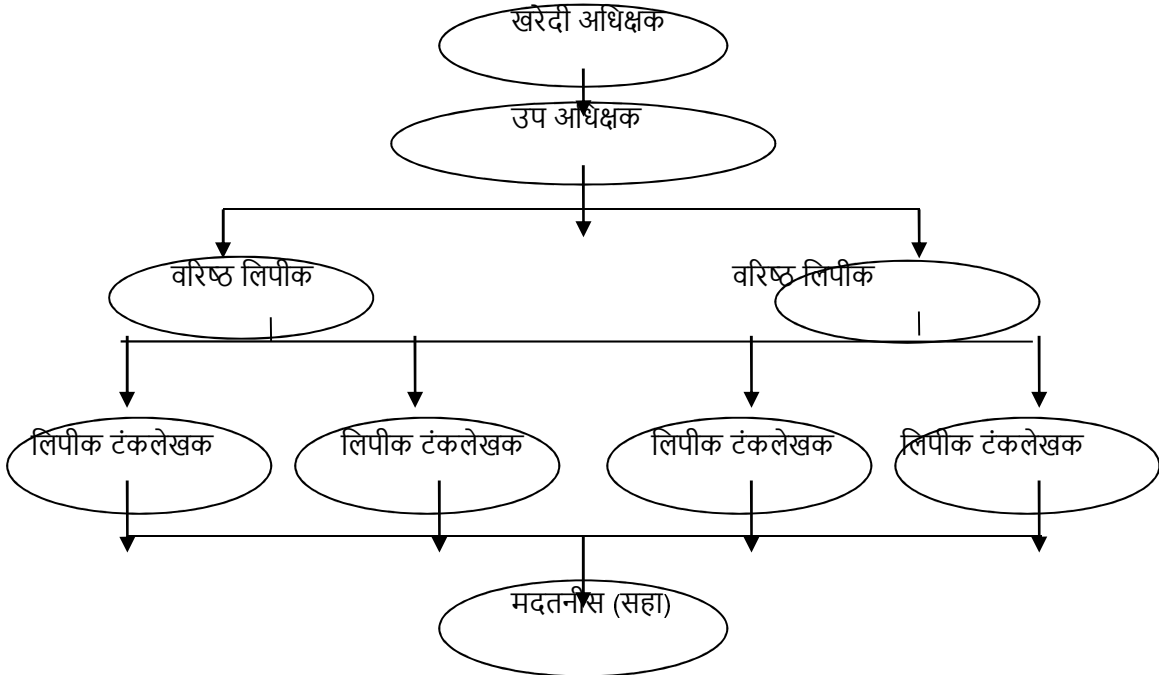 खरेदी अधिक्षक
उप अधिक्षक
वरिष्ठ लिपीक वरिष्ठ लिपीक
लिपीक टंकलेखक लिपीक टंकलेखक लिपीक टंकलेखक लिपीक टंकलेखक
मदतनीस (सहा)